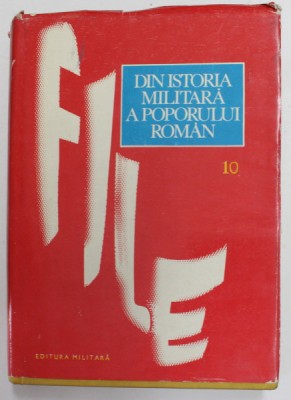 FILE
DIN ISTORIA
MILITARĂ
A POPORULUI
ROMÂN
10
EDITURA MILITARĂ